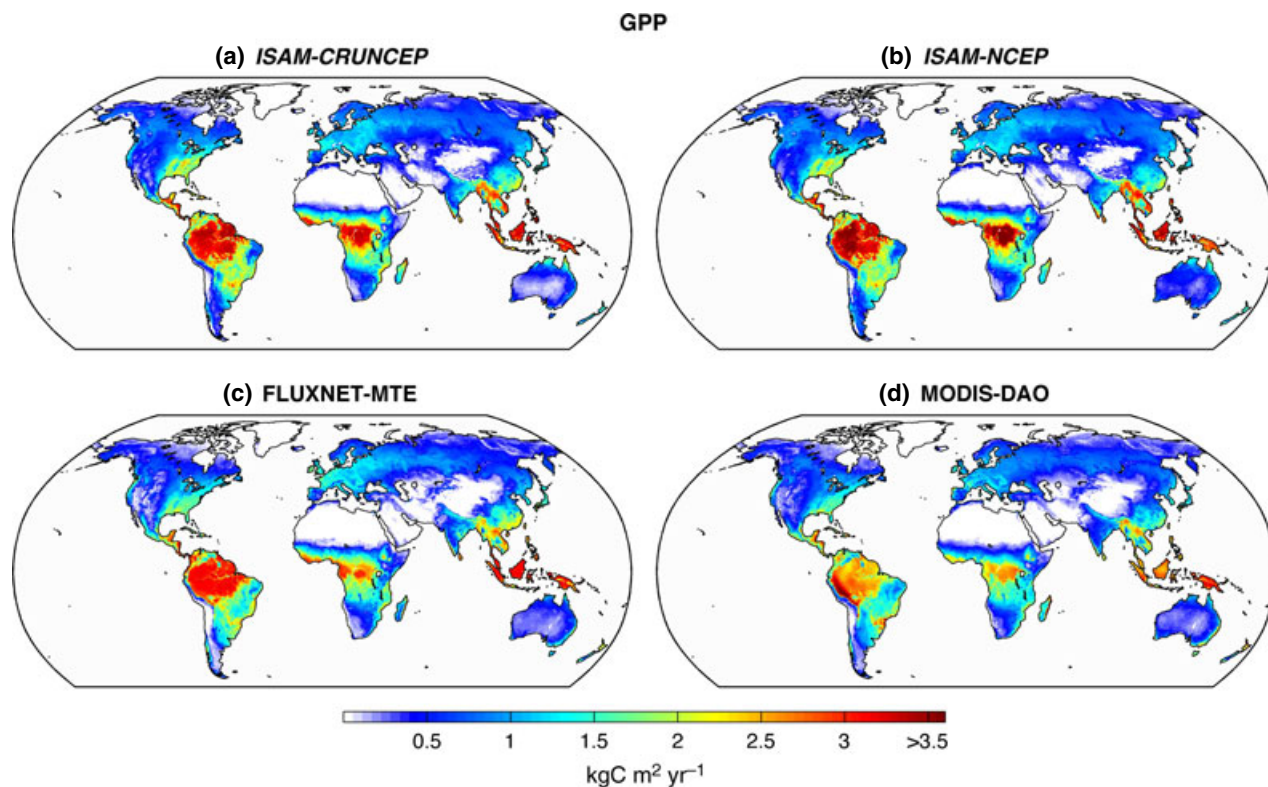 GPP
(a) ISAM-CRUNCEP
(b) ISAM-NCEP
(c) FLUXNET-MTE
(d) MODIS-DAO
0.5 1 1.5 2 2.5 3 >3.5
kgC m² yr⁻¹